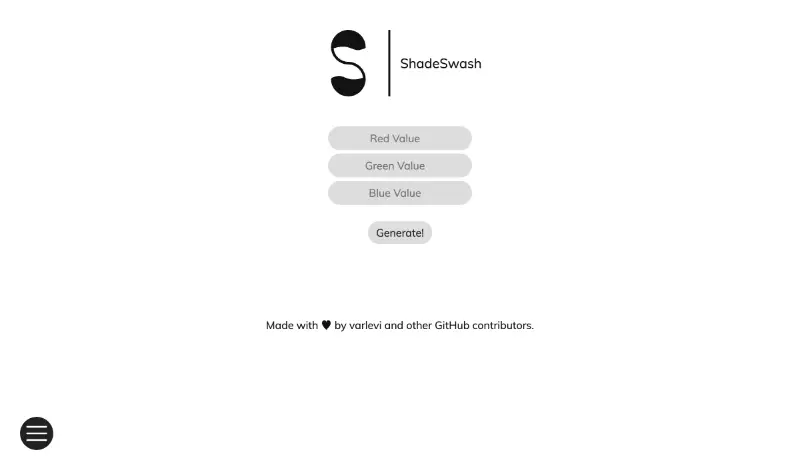 ShadeSwash
Red Value
Green Value
Blue Value
Generate!
Made with ♥ by varlevi and other GitHub contributors.